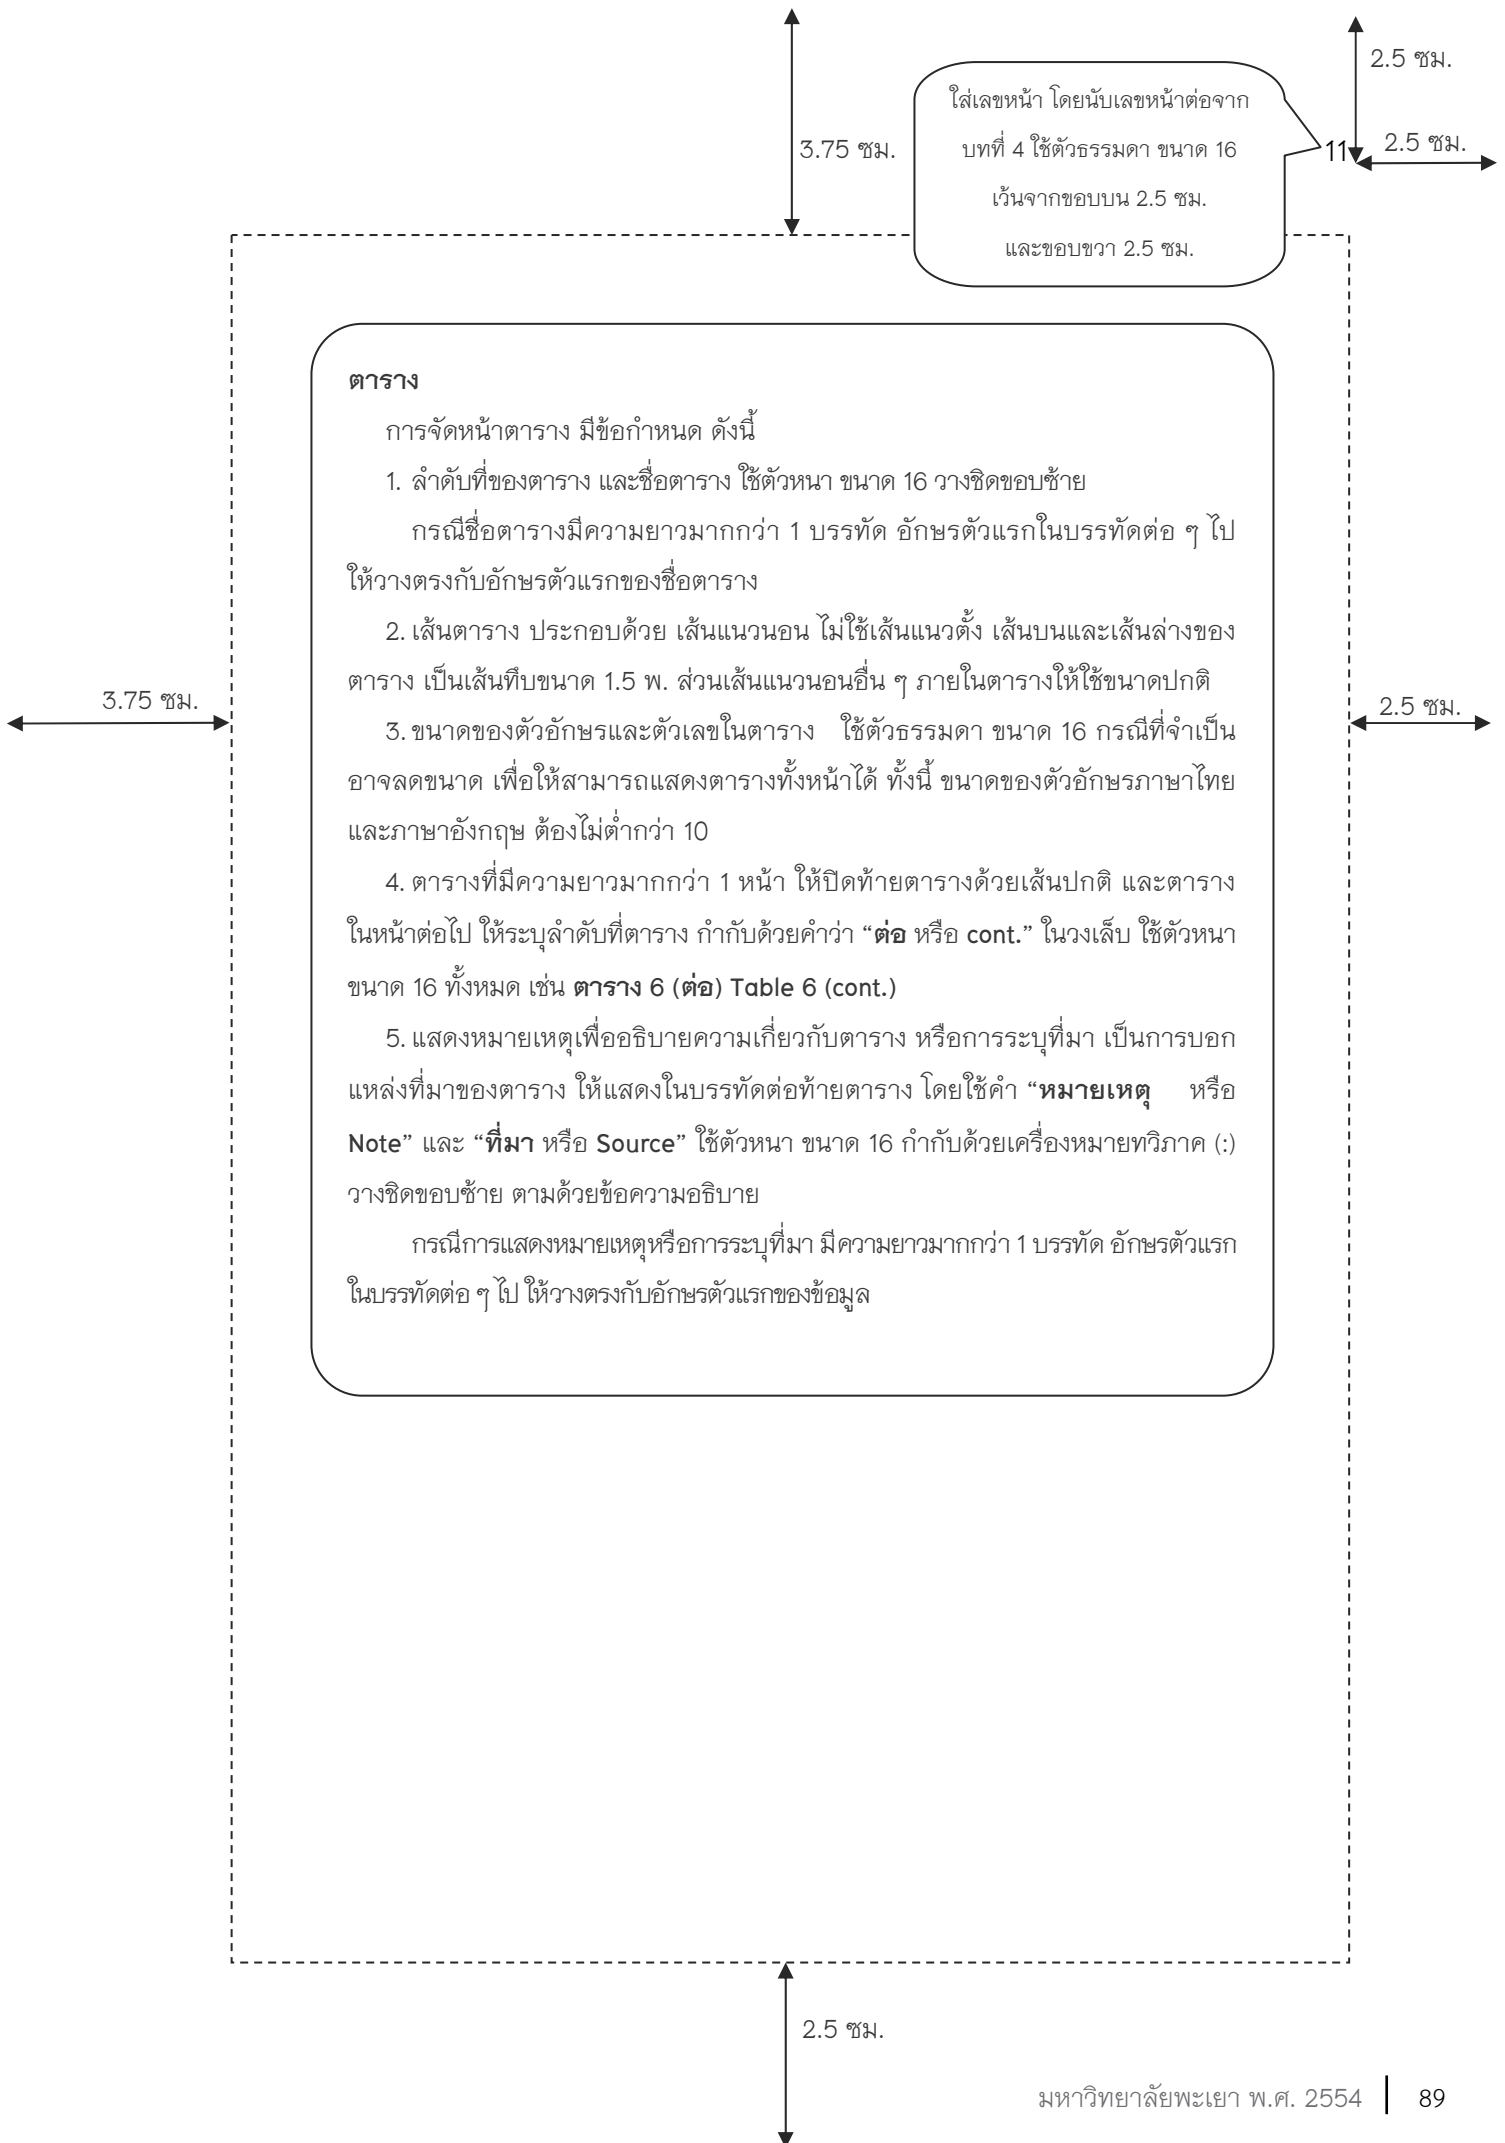 2.5 ซม.
ใส่เลขหน้า โดยนับเลขหน้าต่อจาก
3.75 ซม.
บทที่ 4 ใช้ตัวธรรมดา ขนาด 16
11
2.5 ซม.
เว้นจากขอบบน 2.5 ซม.
และขอบขวา 2.5 ซม.
ตาราง
การจัดหน้าตาราง มีข้อกำหนด ดังนี้
1. ลำดับที่ของตาราง และชื่อตาราง ใช้ตัวหนา ขนาด 16 วางชิดขอบซ้าย
กรณีชื่อตารางมีความยาวมากกว่า 1 บรรทัด อักษรตัวแรกในบรรทัดต่อ ๆ ไป
ให้วางตรงกับอักษรตัวแรกของชื่อตาราง
2. เส้นตาราง ประกอบด้วย เส้นแนวนอน ไม่ใช้เส้นแนวตั้ง เส้นบนและเส้นล่างของ
ตาราง เป็นเส้นทึบขนาด 1.5 พ. ส่วนเส้นแนวนอนอื่น ๆ ภายในตารางให้ใช้ขนาดปกติ
3.75 ซม.
2.5 ซม.
3. ขนาดของตัวอักษรและตัวเลขในตาราง ใช้ตัวธรรมดา ขนาด 16 กรณีที่จำเป็น
อาจลดขนาด เพื่อให้สามารถแสดงตารางทั้งหน้าได้ ทั้งนี้ ขนาดของตัวอักษรภาษาไทย
และภาษาอังกฤษ ต้องไม่ต่ำกว่า 10
4. ตารางที่มีความยาวมากกว่า 1 หน้า ให้ปิดท้ายตารางด้วยเส้นปกติ และตาราง
ในหน้าต่อไป ให้ระบุลำดับที่ตาราง กำกับด้วยคำว่า “ต่อ หรือ cont.” ในวงเล็บ ใช้ตัวหนา
ขนาด 16 ทั้งหมด เช่น ตาราง 6 (ต่อ) Table 6 (cont.)
5. แสดงหมายเหตุเพื่ออธิบายความเกี่ยวกับตาราง หรือการระบุที่มา เป็นการบอก
แหล่งที่มาของตาราง ให้แสดงในบรรทัดต่อท้ายตาราง โดยใช้คำ “หมายเหตุ หรือ
Note” และ “ที่มา หรือ Source” ใช้ตัวหนา ขนาด 16 กำกับด้วยเครื่องหมายทวิภาค (:)
วางชิดขอบซ้าย ตามด้วยข้อความอธิบาย
กรณีการแสดงหมายเหตุหรือการระบุที่มา มีความยาวมากกว่า 1 บรรทัด อักษรตัวแรก
ในบรรทัดต่อ ๆ ไป ให้วางตรงกับอักษรตัวแรกของข้อมูล
2.5 ซม.
มหาวิทยาลัยพะเยา พ.ศ. 2554 89